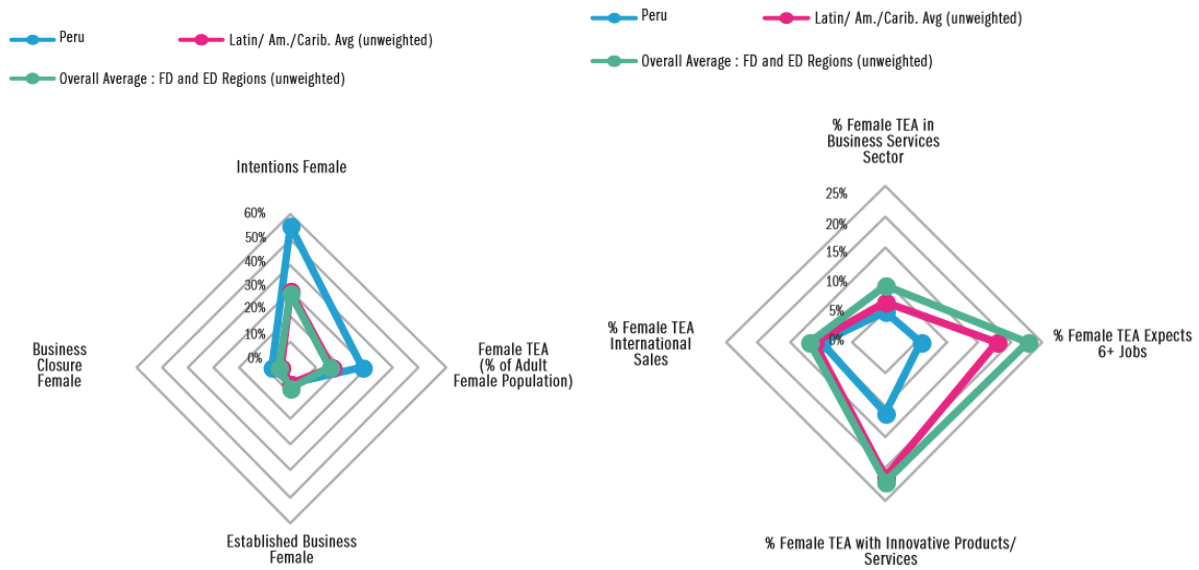 Peru
Latin/ Am./Carib. Avg (unweighted)
Overall Average : FD and ED Regions (unweighted)
Intentions Female
60%
50%
40%
30%
20%
10%
0%
Business
Closure
Female
Female TEA
(% of Adult
Female Population)
Established Business
Female
Peru
Latin/ Am./Carib. Avg (unweighted)
Overall Average : FD and ED Regions (unweighted)
% Female TEA in
Business Services
Sector
25%
20%
15%
10%
5%
0%
% Female TEA
International
Sales
% Female TEA Expects
6+ Jobs
% Female TEA with Innovative Products/
Services